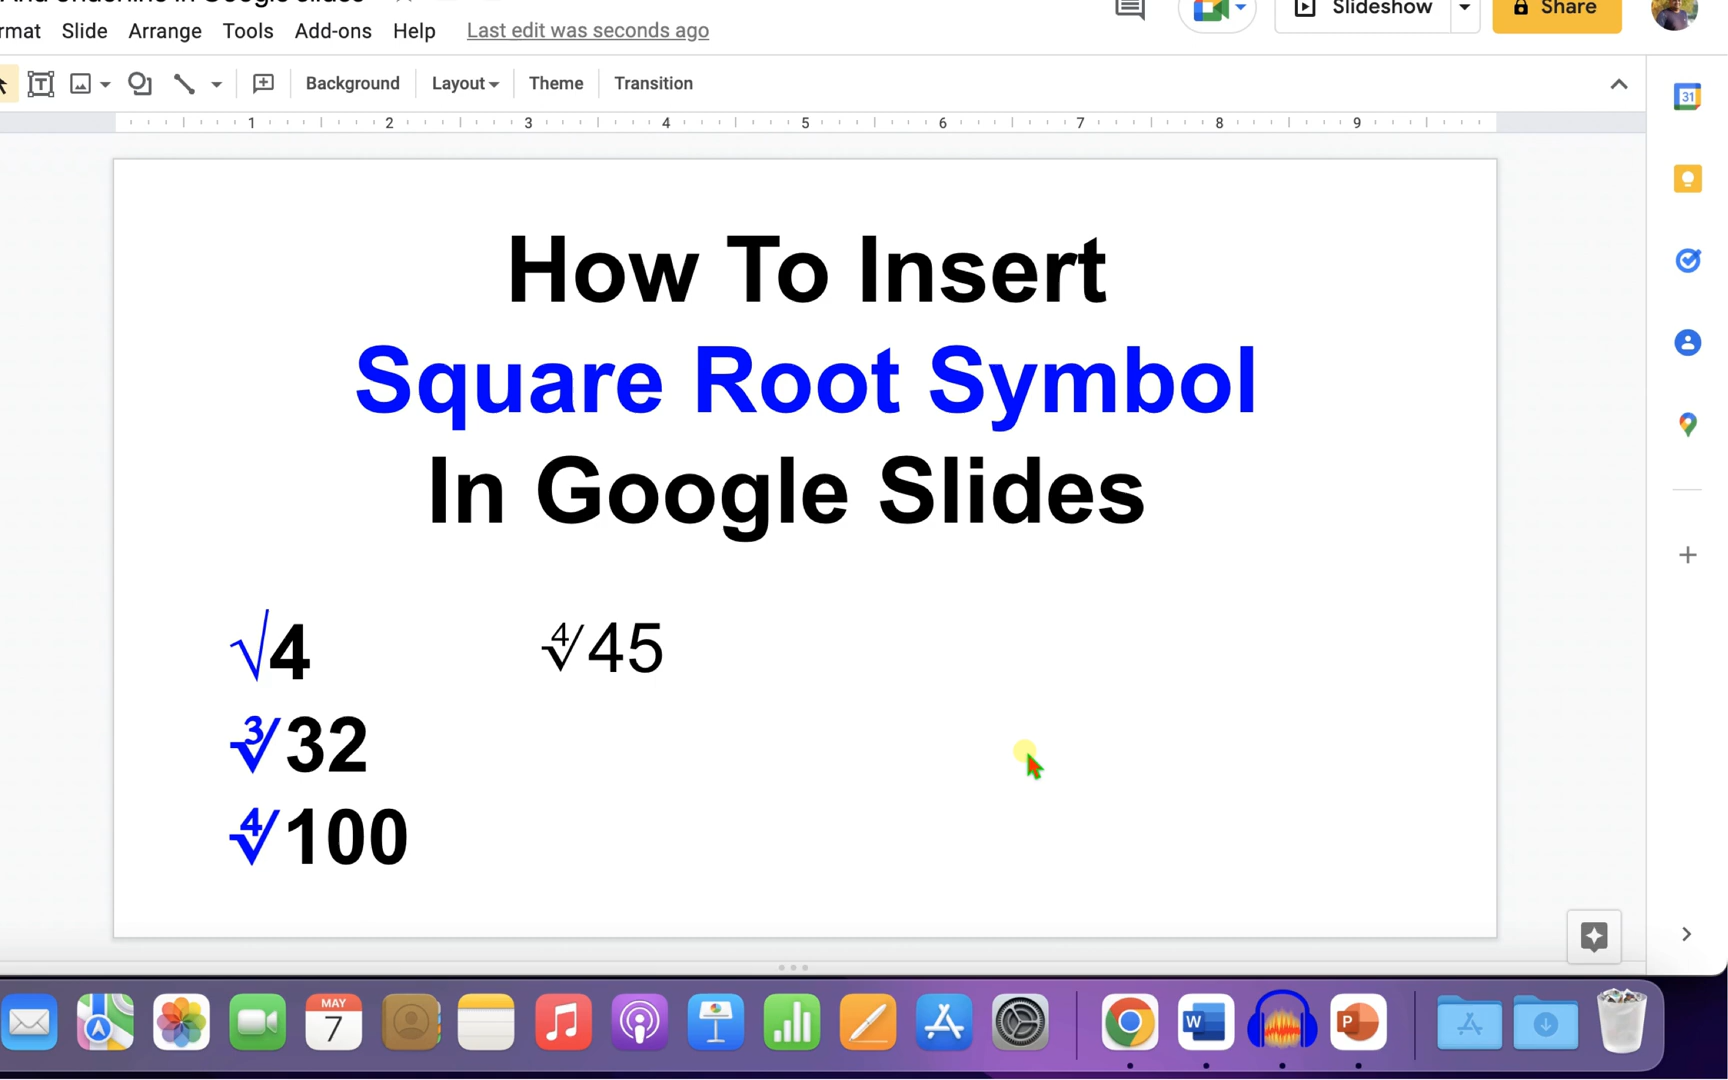 Slideshow
Share
rmat Slide Arrange Tools Add-ons Help Last edit was seconds ago
Background Layout Theme Transition
1 2 3 4 5 6 7 8 9
31
How To Insert
Square Root Symbol
In Google Slides
√4
∜45
∛32
∜100
MAY
7
W
P